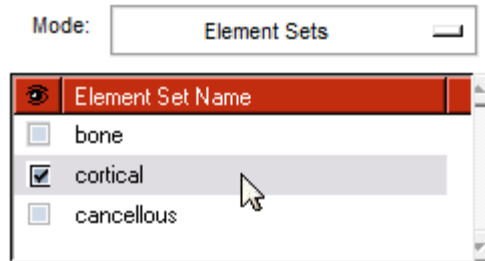 Mode: Element Sets
Element Set Name
bone
cortical
cancellous